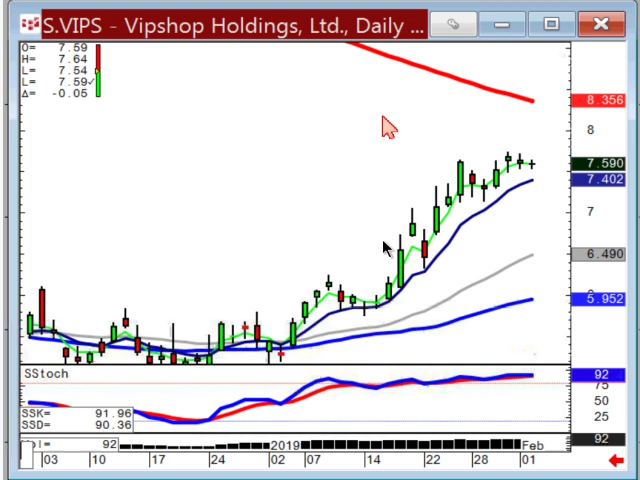 S.VIPS - Vipshop Holdings, Ltd., Daily ...
O= 7.59
H= 7.64
L= 7.54
L= 7.59✓
Δ= -0.05
8.356
8
7.590
7.402
7
6.490
5.952
SStoch
92
75
50
25
SSK= 91.96
SSD= 90.36
92
92
2019
Feb
03 10 17 24 02 07 14 22 28 01